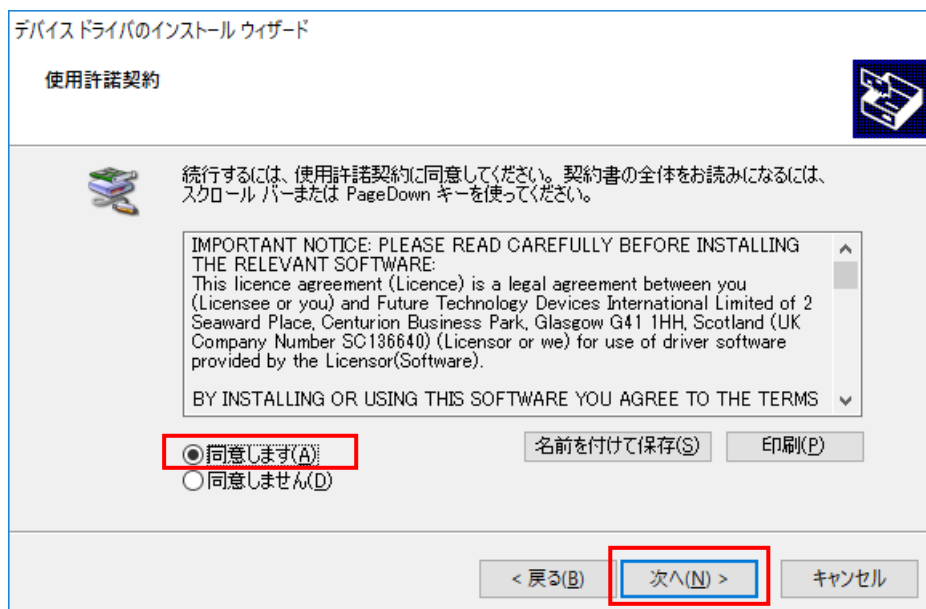 デバイス ドライバのインストール ウィザード
使用許諾契約
続行するには、使用許諾契約に同意してください。契約書の全体をお読みになるには、
スクロール バーまたは PageDown キーを使ってください。
IMPORTANT NOTICE: PLEASE READ CAREFULLY BEFORE INSTALLING
THE RELEVANT SOFTWARE:
This licence agreement (Licence) is a legal agreement between you
(Licensee or you) and Future Technology Devices International Limited of 2
Seaward Place, Centurion Business Park, Glasgow G41 1HH, Scotland (UK
Company Number SC136640) (Licensor or we) for use of driver software
provided by the Licensor(Software).
BY INSTALLING OR USING THIS SOFTWARE YOU AGREE TO THE TERMS
同意します(A)
名前を付けて保存(S)
印刷(P)
同意しません(D)
< 戻る(B)
次へ(N) >
キャンセル